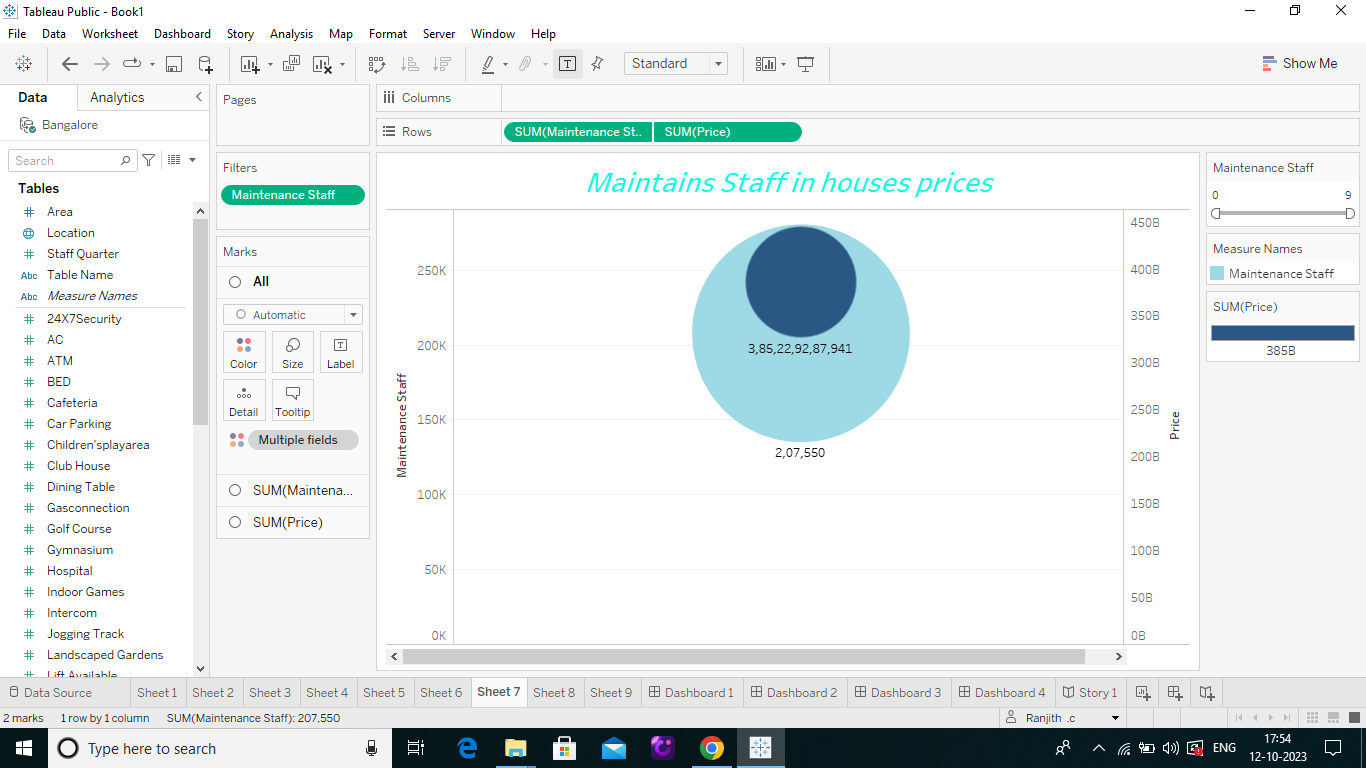 Tableau Public - Book1
File Data Worksheet Dashboard Story Analysis Map Format Server Window Help
Standard Show Me
Data Analytics
Bangalore
Search
Tables
Area
Location
Staff Quarter
Abc Table Name
Abc Measure Names
24X7Security
AC
ATM
BED
Cafeteria
Car Parking
Children'splayarea
Club House
Dining Table
Gasconnection
Golf Course
Gymnasium
Hospital
Indoor Games
Intercom
Jogging Track
Landscaped Gardens
Lift Available
Pages
Filters
Maintenance Staff
Marks
All
Automatic
Color Size Label
Detail Tooltip
Multiple fields
SUM(Maintena...
SUM(Price)
Columns
Rows SUM(Maintenance St.. SUM(Price)
Maintains Staff in houses prices
Maintenance Staff
250K
200K
150K
100K
50K
0K
3,85,22,92,87,941
2,07,550
450B
400B
350B
300B
250B
200B
150B
100B
50B
0B
Price
Maintenance Staff
0 9
Measure Names
Maintenance Staff
SUM(Price)
385B
Data Source Sheet 1 Sheet 2 Sheet 3 Sheet 4 Sheet 5 Sheet 6 Sheet 7 Sheet 8 Sheet 9 Dashboard 1 Dashboard 2 Dashboard 3 Dashboard 4 Story 1
2 marks 1 row by 1 column SUM(Maintenance Staff): 207,550 Ranjith .c
Type here to search ENG 17:54
12-10-2023